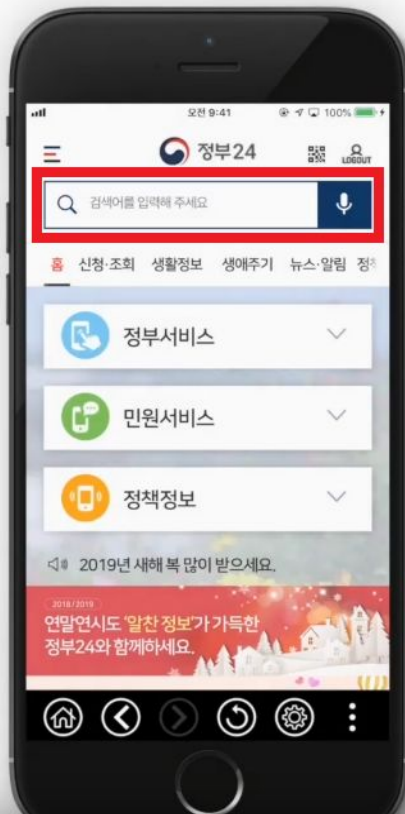 오전 9:41
100%
정부24
LOGOUT
검색어를 입력해 주세요
홈 신청·조회 생활정보 생애주기 뉴스·알림 정
정부서비스
민원서비스
정책정보
2019년 새해 복 많이 받으세요.
2018/2019
연말연시도 '알찬 정보'가 가득한
정부24와 함께하세요.